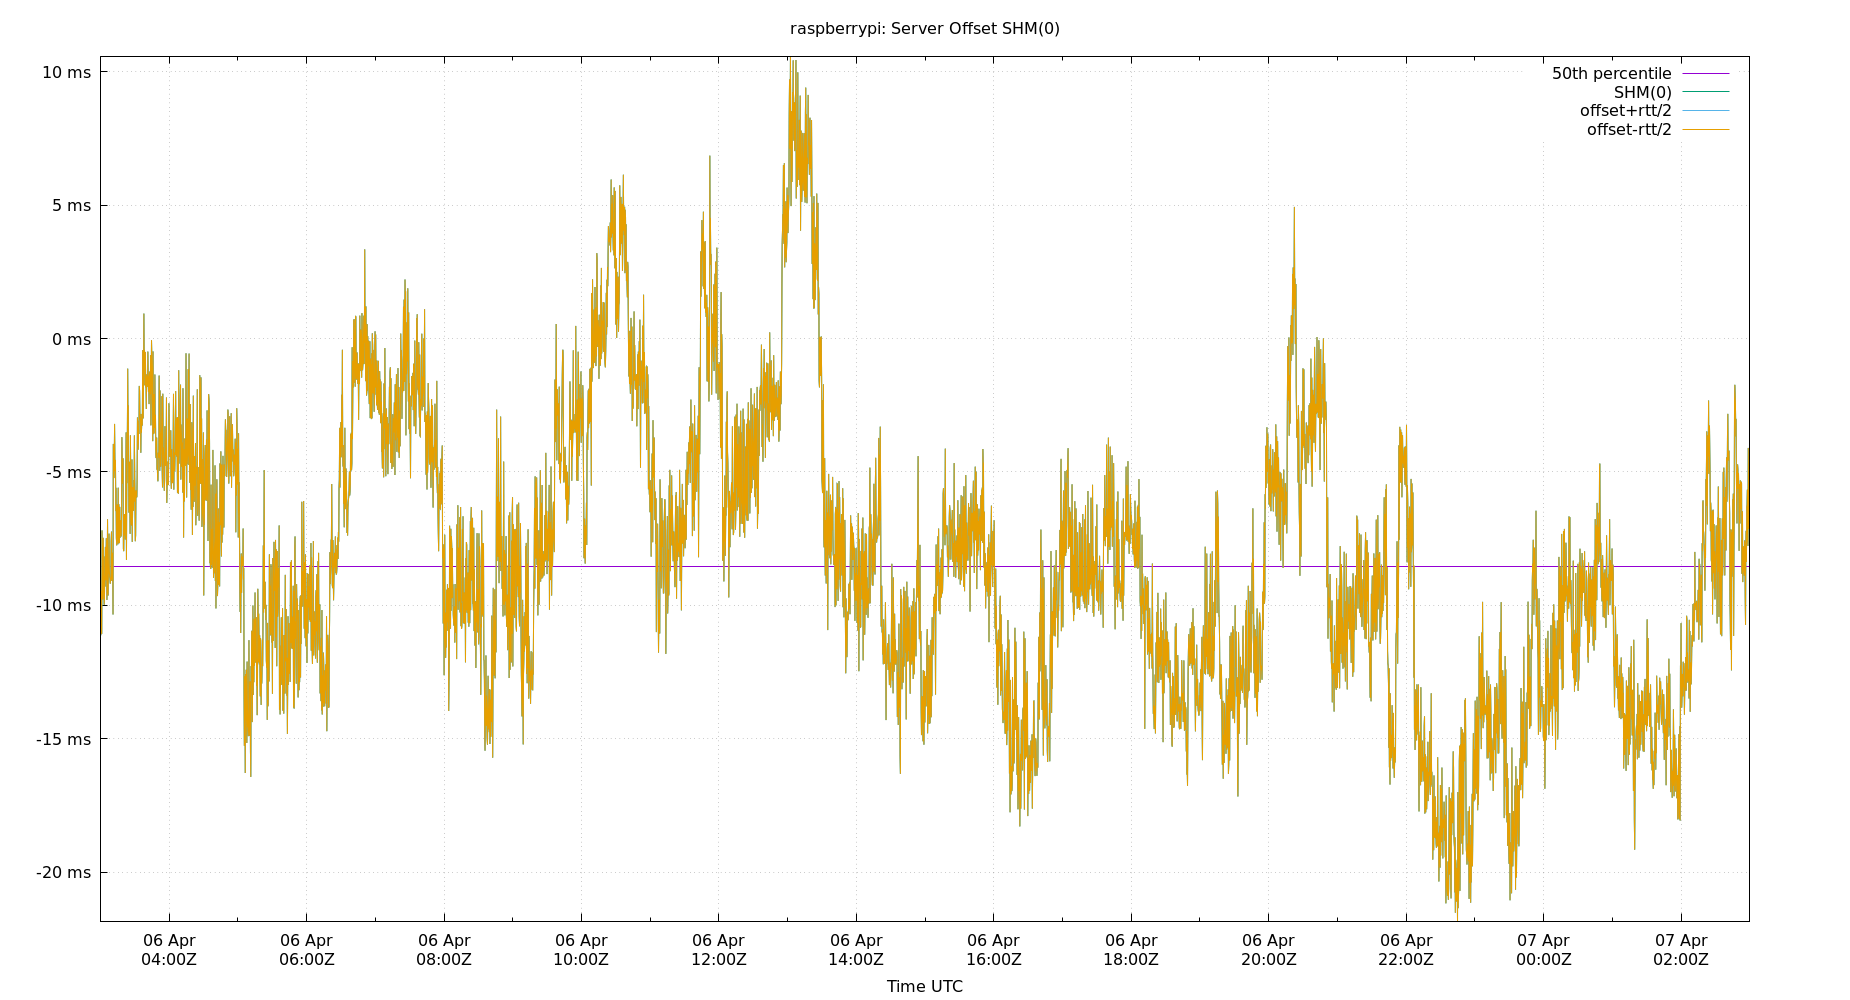 raspberrypi: Server Offset SHM(0)
50th percentile
SHM(0)
offset+rtt/2
offset-rtt/2
10 ms
5 ms
0 ms
-5 ms
-10 ms
-15 ms
-20 ms
06 Apr 06 Apr 06 Apr 06 Apr 06 Apr 06 Apr 06 Apr 06 Apr 06 Apr 06 Apr 07 Apr 07 Apr
04:00Z 06:00Z 08:00Z 10:00Z 12:00Z 14:00Z 16:00Z 18:00Z 20:00Z 22:00Z 00:00Z 02:00Z
Time UTC